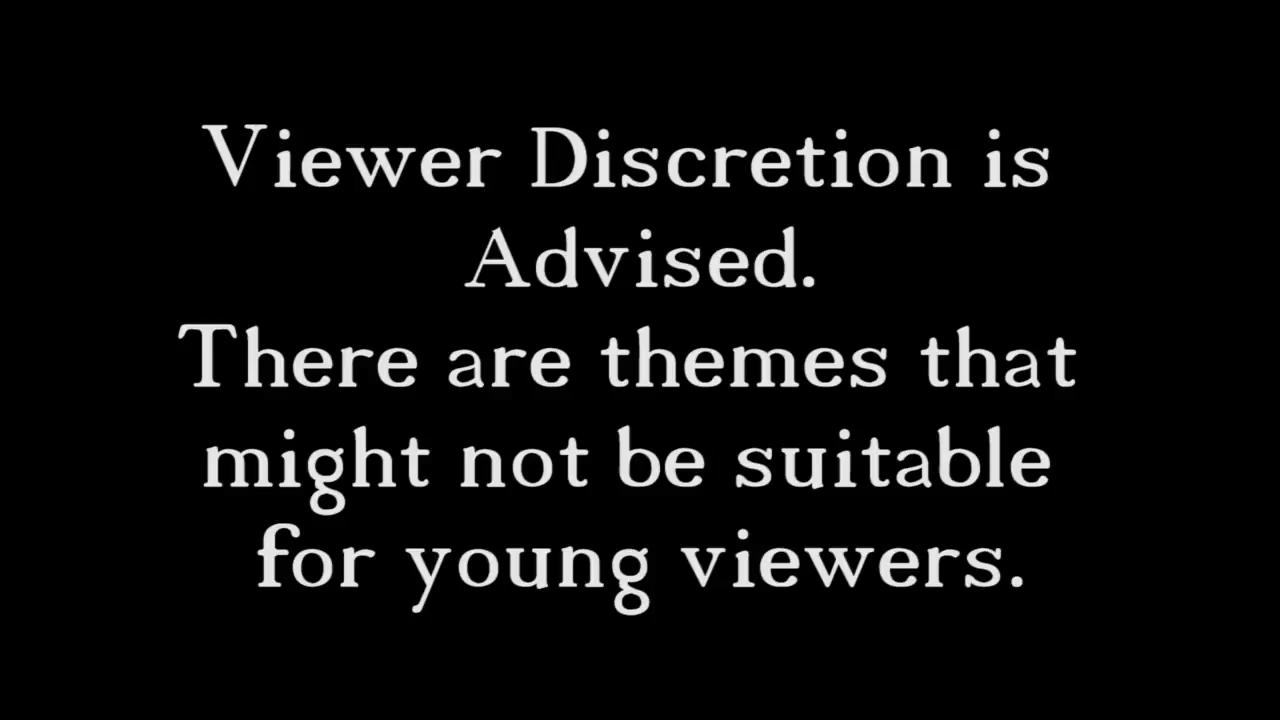 Viewer Discretion is
Advised.
There are themes that
might not be suitable
for young viewers.